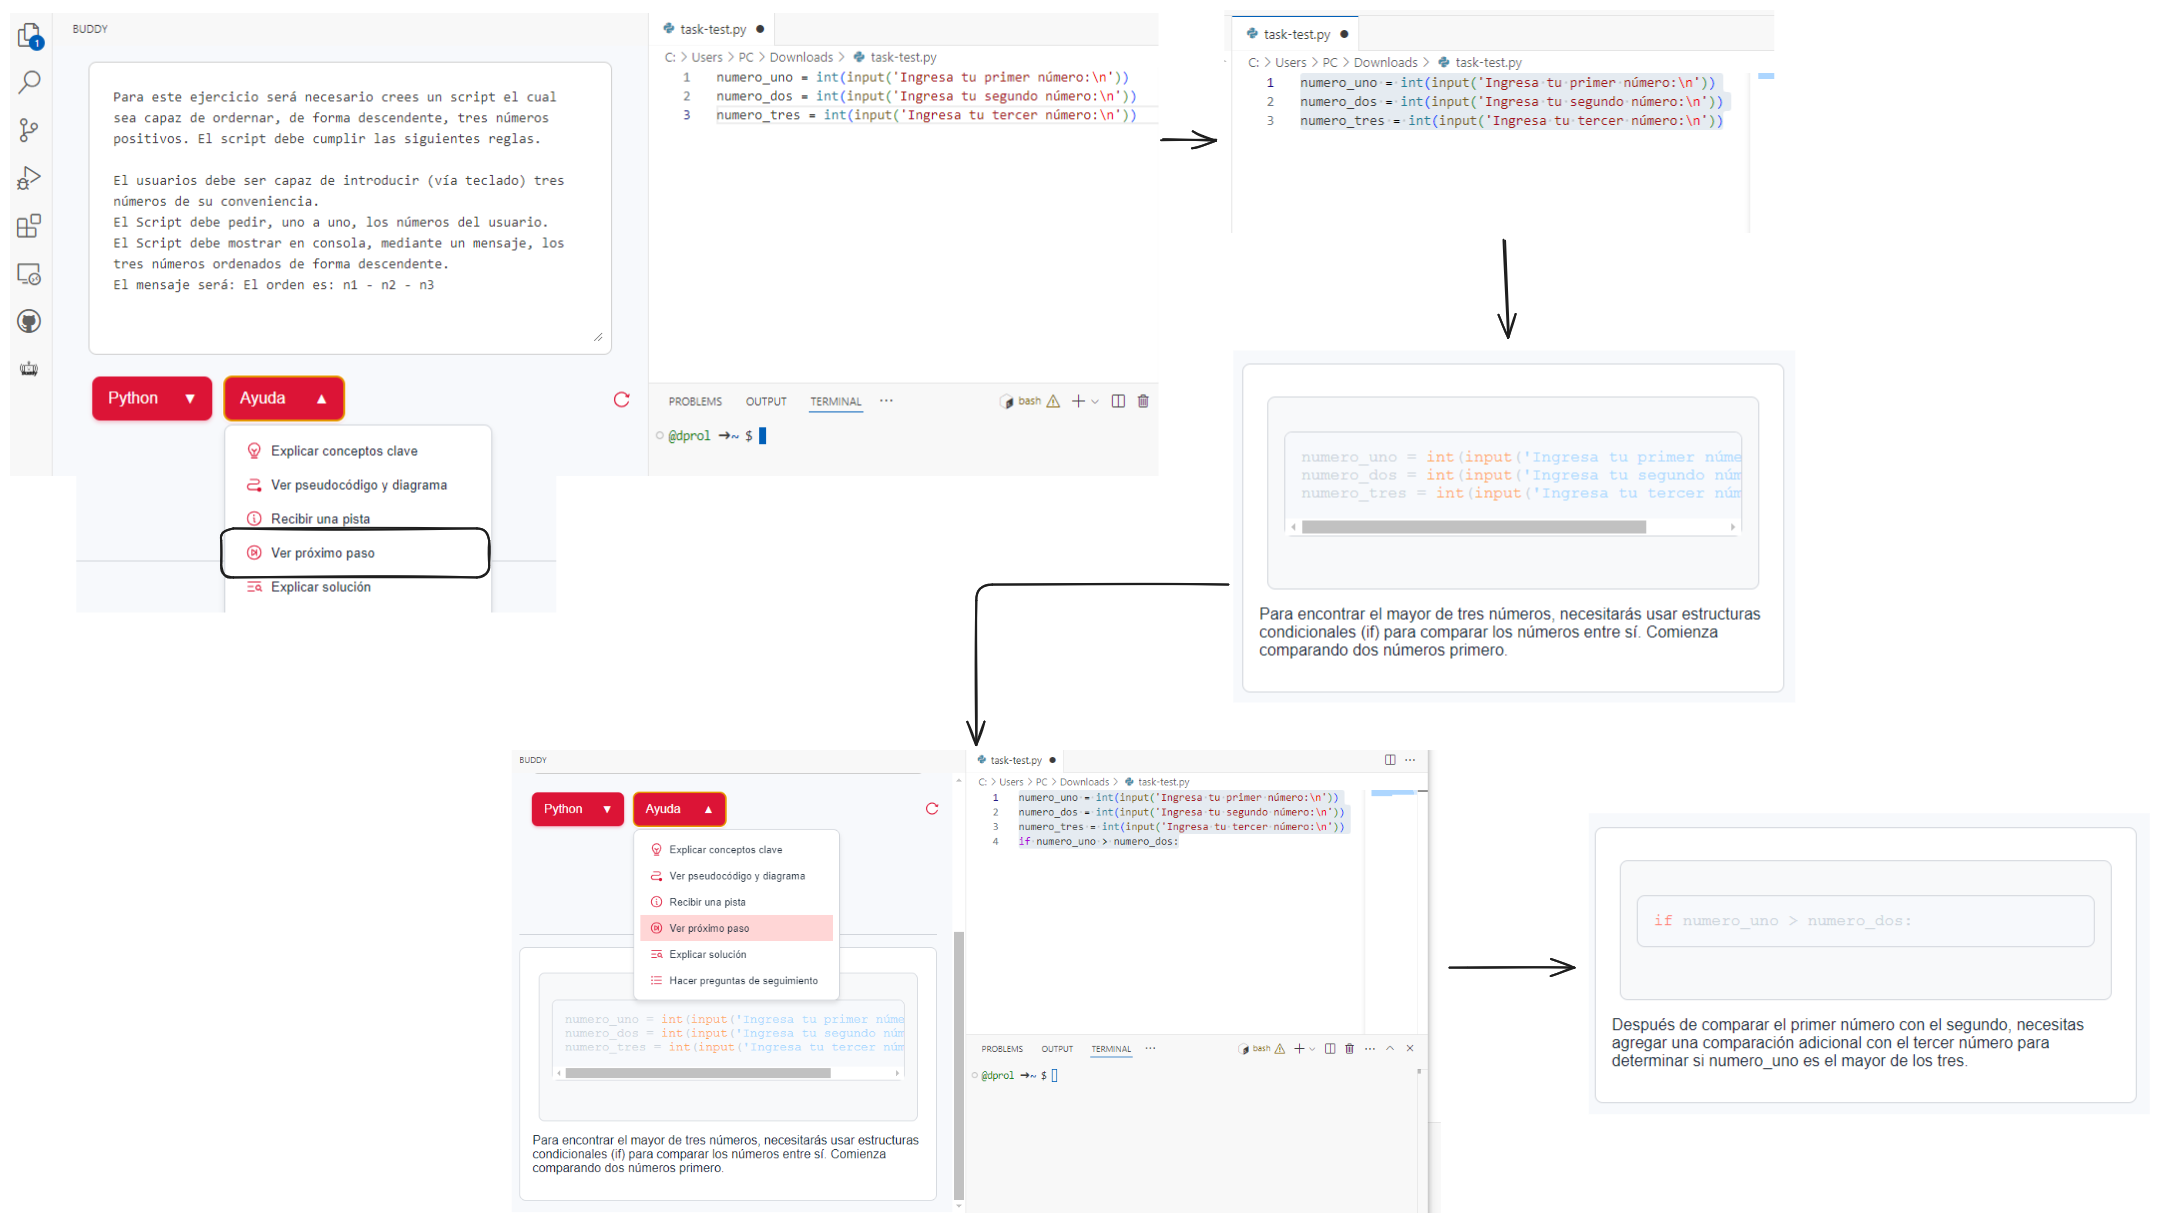 BUDDY
Para este ejercicio será necesario crees un script el cual
sea capaz de ordernar, de forma descendente, tres números
positivos. El script debe cumplir las siguientes reglas.
El usuarios debe ser capaz de introducir (vía teclado) tres
números de su conveniencia.
El Script debe pedir, uno a uno, los números del usuario.
El Script debe mostrar en consola, mediante un mensaje, los
tres números ordenados de forma descendente.
El mensaje será: El orden es: n1 - n2 - n3
1
Python ▼
Ayuda ▲
Explicar conceptos clave
Ver pseudocódigo y diagrama
Recibir una pista
Ver próximo paso
Explicar solución
task-test.py
C: > Users > PC > Downloads > task-test.py
1 numero_uno = int(input('Ingresa tu primer número:\n'))
2 numero_dos = int(input('Ingresa tu segundo número:\n'))
3 numero_tres = int(input('Ingresa tu tercer número:\n'))
PROBLEMS OUTPUT TERMINAL ···
bash
@dprol →~ $
task-test.py
C: > Users > PC > Downloads > task-test.py
1 numero_uno = int(input('Ingresa tu primer número:\n'))
2 numero_dos = int(input('Ingresa tu segundo número:\n'))
3 numero_tres = int(input('Ingresa tu tercer número:\n'))
numero_uno = int(input('Ingresa tu primer núme
numero_dos = int(input('Ingresa tu segundo núm
numero_tres = int(input('Ingresa tu tercer núm
Para encontrar el mayor de tres números, necesitarás usar estructuras
condicionales (if) para comparar los números entre sí. Comienza
comparando dos números primero.
BUDDY
Python ▼
Ayuda ▲
Explicar conceptos clave
Ver pseudocódigo y diagrama
Recibir una pista
Ver próximo paso
Explicar solución
Hacer preguntas de seguimiento
numero_uno = int(input('Ingresa tu primer núme
numero_dos = int(input('Ingresa tu segundo núm
numero_tres = int(input('Ingresa tu tercer núm
Para encontrar el mayor de tres números, necesitarás usar estructuras
condicionales (if) para comparar los números entre sí. Comienza
comparando dos números primero.
task-test.py
C: > Users > PC > Downloads > task-test.py
1 numero_uno = int(input('Ingresa tu primer número:\n'))
2 numero_dos = int(input('Ingresa tu segundo número:\n'))
3 numero_tres = int(input('Ingresa tu tercer número:\n'))
4 if numero_uno > numero_dos:
PROBLEMS OUTPUT TERMINAL ···
bash
@dprol →~ $
if numero_uno > numero_dos:
Después de comparar el primer número con el segundo, necesitas
agregar una comparación adicional con el tercer número para
determinar si numero_uno es el mayor de los tres.